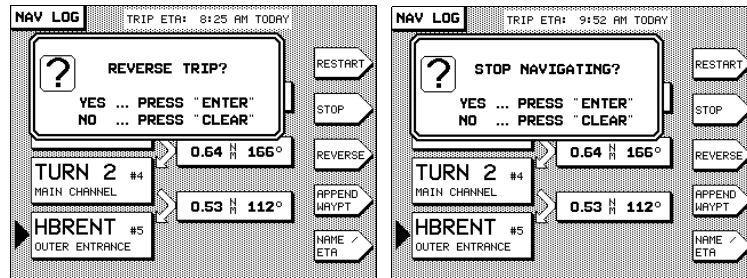 NAV LOG
TRIP ETA: 8:25 AM TODAY
?
REVERSE TRIP?
YES ... PRESS "ENTER"
NO ... PRESS "CLEAR"
RESTART
STOP
REVERSE
APPEND
WAYPT
NAME /
ETA
0.64 NM 166°
TURN 2 #4
MAIN CHANNEL
0.53 NM 112°
HBRENT #5
OUTER ENTRANCE
NAV LOG
TRIP ETA: 9:52 AM TODAY
?
STOP NAVIGATING?
YES ... PRESS "ENTER"
NO ... PRESS "CLEAR"
RESTART
STOP
REVERSE
APPEND
WAYPT
NAME /
ETA
0.64 NM 166°
TURN 2 #4
MAIN CHANNEL
0.53 NM 112°
HBRENT #5
OUTER ENTRANCE